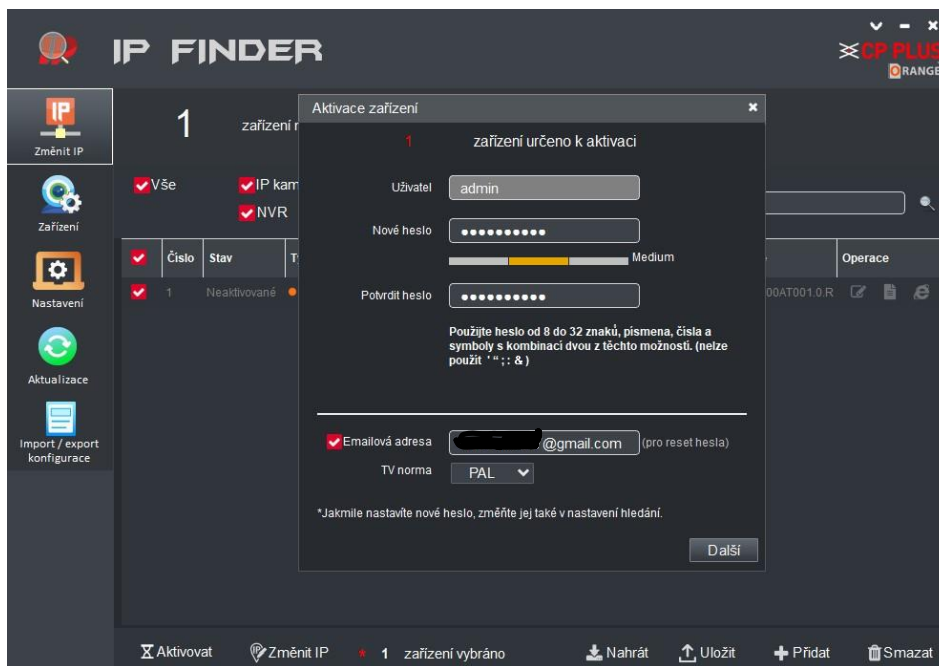 IP FINDER
CP PLUS
ORANGE
IP
Změnit IP
Zařízení
Nastavení
Aktualizace
Import / export
konfigurace
1 zařízení
Vše
IP kam
NVR
Číslo Stav Operace
1 Neaktivované 00AT001.0.R
Aktivace zařízení
1 zařízení určeno k aktivaci
Uživatel admin
Nové heslo ●●●●●●●●●●
Medium
Potvrdit heslo ●●●●●●●●●●
Použijte heslo od 8 do 32 znaků, písmena, čísla a
symboly s kombinací dvou z těchto možností. (nelze
použít ' " ; : & )
Emailová adresa @gmail.com (pro reset hesla)
TV norma PAL
*Jakmile nastavíte nové heslo, změňte jej také v nastavení hledání.
Další
Aktivovat IP Změnit IP * 1 zařízení vybráno Nahrát Uložit Přidat Smazat